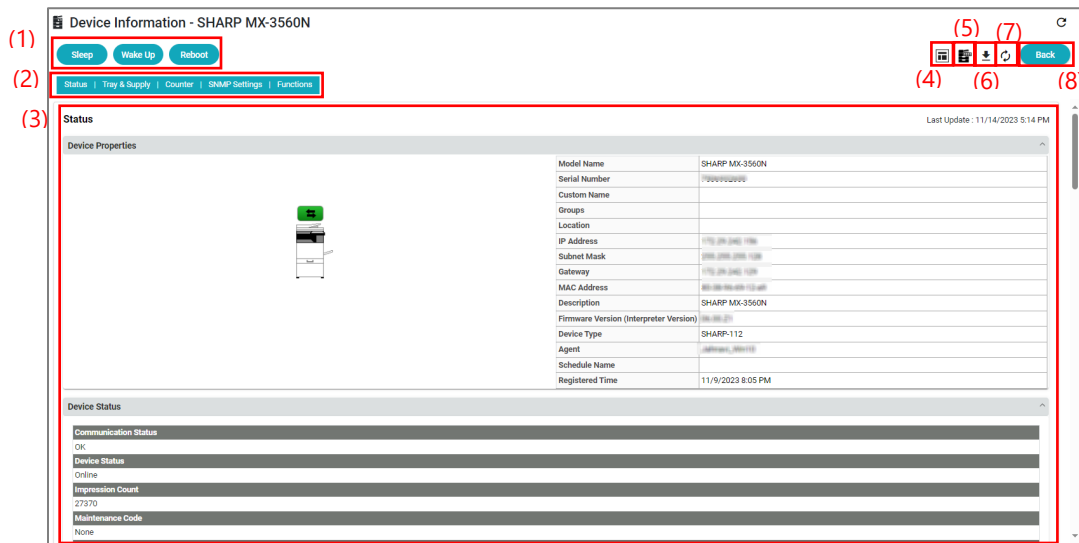 Device Information - SHARP MX-3560N
(1)
Sleep Wake Up Reboot
(5) (7)
Back
(4) (6) (8)
(2)
Status | Tray & Supply | Counter | SNMP Settings | Functions
(3)
Status
Last Update : 11/14/2023 5:14 PM
Device Properties
Model Name SHARP MX-3560N
Serial Number
Custom Name
Groups
Location
IP Address
Subnet Mask
Gateway
MAC Address
Description SHARP MX-3560N
Firmware Version (Interpreter Version)
Device Type SHARP-112
Agent
Schedule Name
Registered Time 11/9/2023 8:05 PM
Device Status
Communication Status
OK
Device Status
Online
Impression Count
27370
Maintenance Code
None